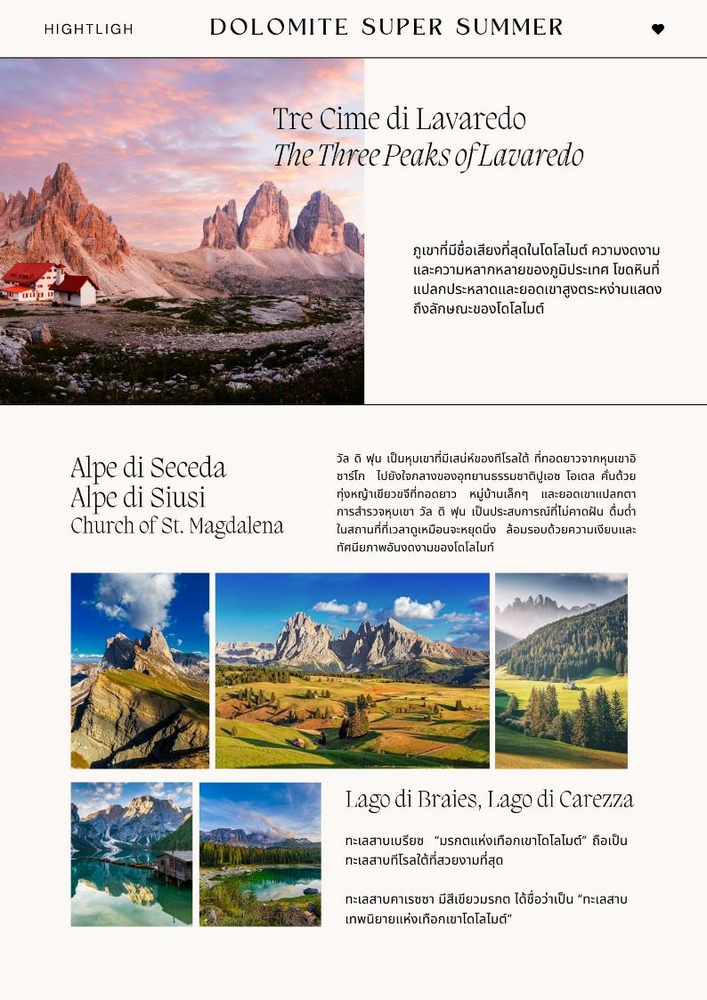 HIGHTLIGH
DOLOMITE SUPER SUMMER
Tre Cime di Lavaredo
The Three Peaks of Lavaredo
ภูเขาที่มีชื่อเสียงที่สุดในโดโลไมต์ ความงดงาม
และความหลากหลายของภูมิประเทศ โขดหินที่
แปลกประหลาดและยอดเขาสูงตระหง่านแสดง
ถึงลักษณะของโดโลไมต์
Alpe di Seceda
Alpe di Siusi
Church of St. Magdalena
วัล ดิ ฟุน เป็นหุบเขาที่มีเสน่ห์ของทีโรลใต้ ที่ทอดยาวจากหุบเขาอิ
ซาร์โก ไปยังใจกลางของอุทยานธรรมชาติปูเอซ โอเดล คั่นด้วย
ทุ่งหญ้าเขียวขจีที่ทอดยาว หมู่บ้านเล็กๆ และยอดเขาแปลกตา
การสำรวจหุบเขา วัล ดิ ฟุน เป็นประสบการณ์ที่ไม่คาดฝัน ดื่มด่ำ
ในสถานที่ที่เวลาดูเหมือนจะหยุดนิ่ง ล้อมรอบด้วยความเงียบและ
ทัศนียภาพอันงดงามของโดโลไมท์
Lago di Braies, Lago di Carezza
ทะเลสาบเบรียซ “มรกตแห่งเทือกเขาโดโลไมต์” ถือเป็น
ทะเลสาบทีโรลใต้ที่สวยงามที่สุด
ทะเลสาบคาเรซซา มีสีเขียวมรกต ได้ชื่อว่าเป็น “ทะเลสาบ
เทพนิยายแห่งเทือกเขาโดโลไมต์”